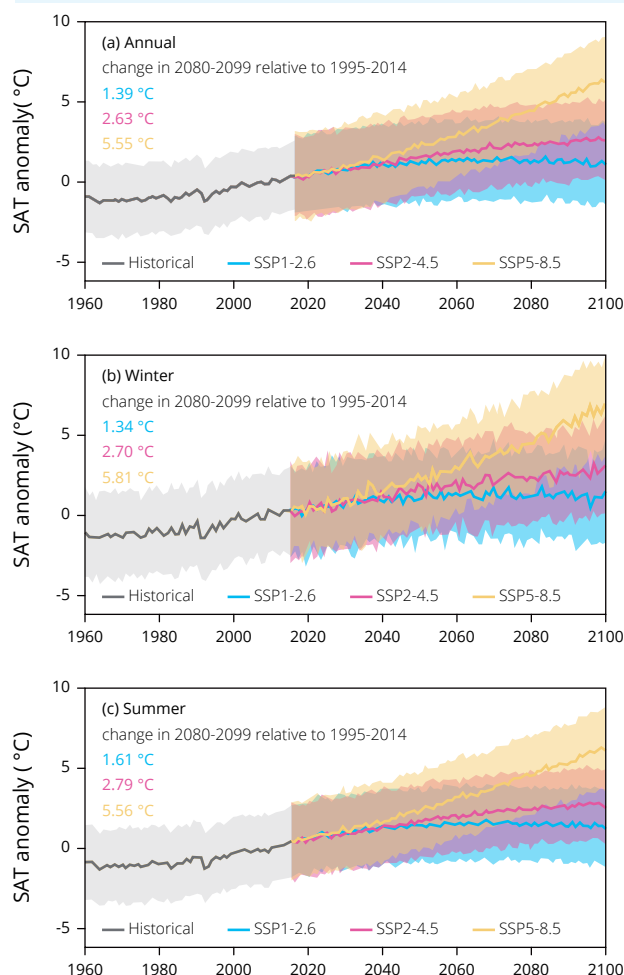 10
5
0
-5
SAT anomaly( °C)
(a) Annual
change in 2080-2099 relative to 1995-2014
1.39 °C
2.63 °C
5.55 °C
Historical SSP1-2.6 SSP2-4.5 SSP5-8.5
1960 1980 2000 2020 2040 2060 2080 2100
10
5
0
-5
SAT anomaly (°C)
(b) Winter
change in 2080-2099 relative to 1995-2014
1.34 °C
2.70 °C
5.81 °C
Historical SSP1-2.6 SSP2-4.5 SSP5-8.5
1960 1980 2000 2020 2040 2060 2080 2100
10
5
0
-5
SAT anomaly ( °C)
(c) Summer
change in 2080-2099 relative to 1995-2014
1.61 °C
2.79 °C
5.56 °C
Historical SSP1-2.6 SSP2-4.5 SSP5-8.5
1960 1980 2000 2020 2040 2060 2080 2100